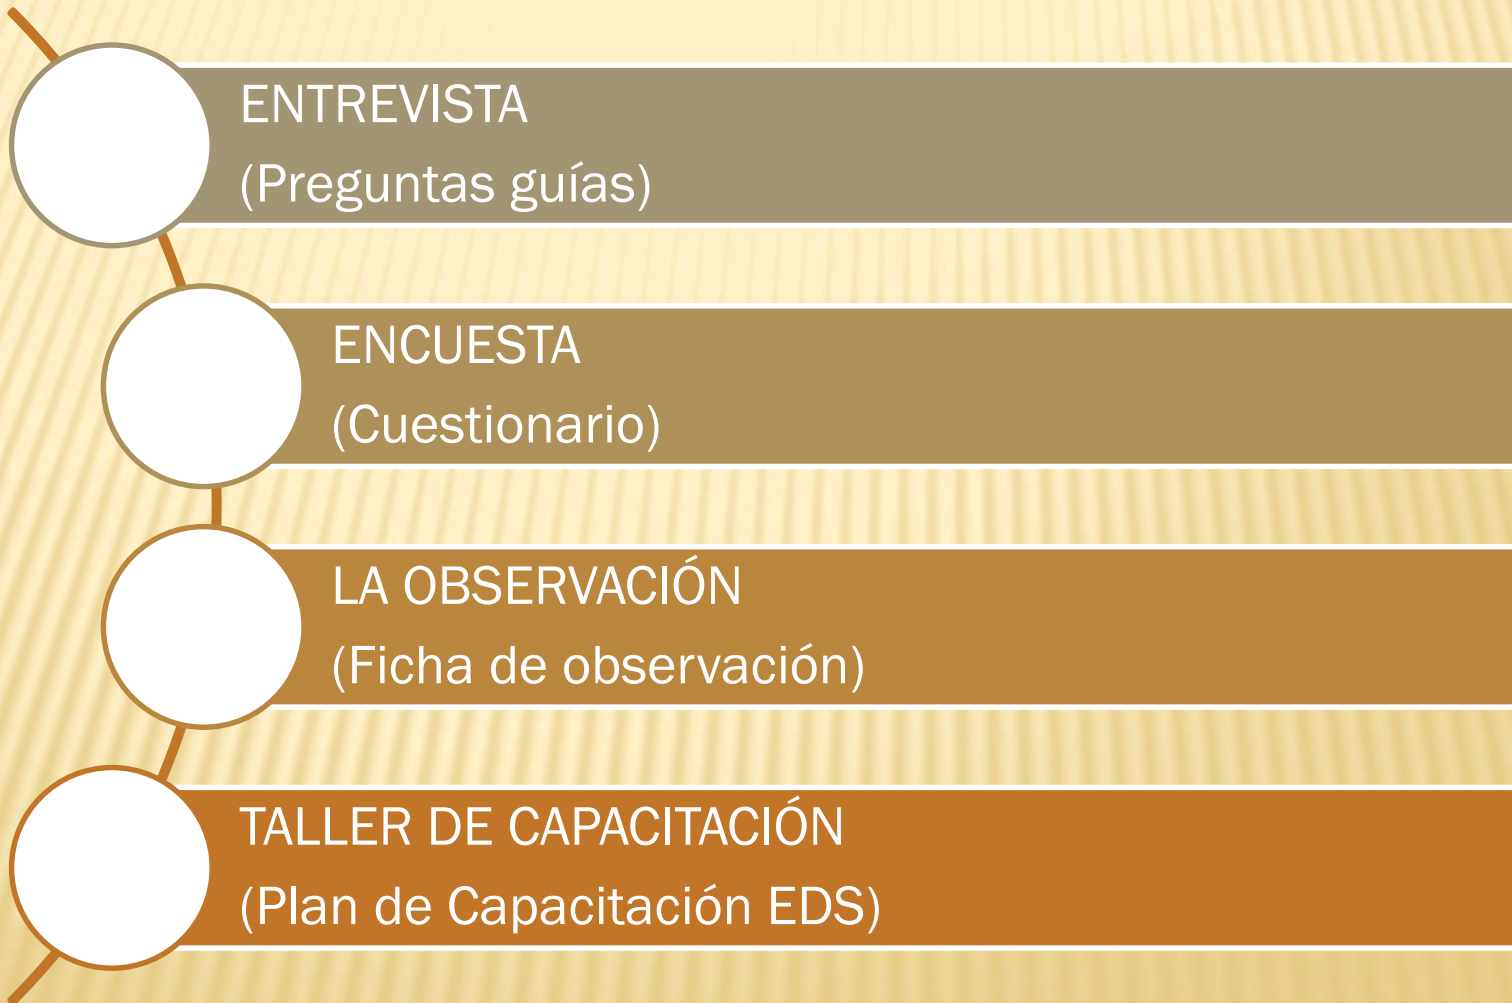 ENTREVISTA
(Preguntas guías)
ENCUESTA
(Cuestionario)
LA OBSERVACIÓN
(Ficha de observación)
TALLER DE CAPACITACIÓN
(Plan de Capacitación EDS)